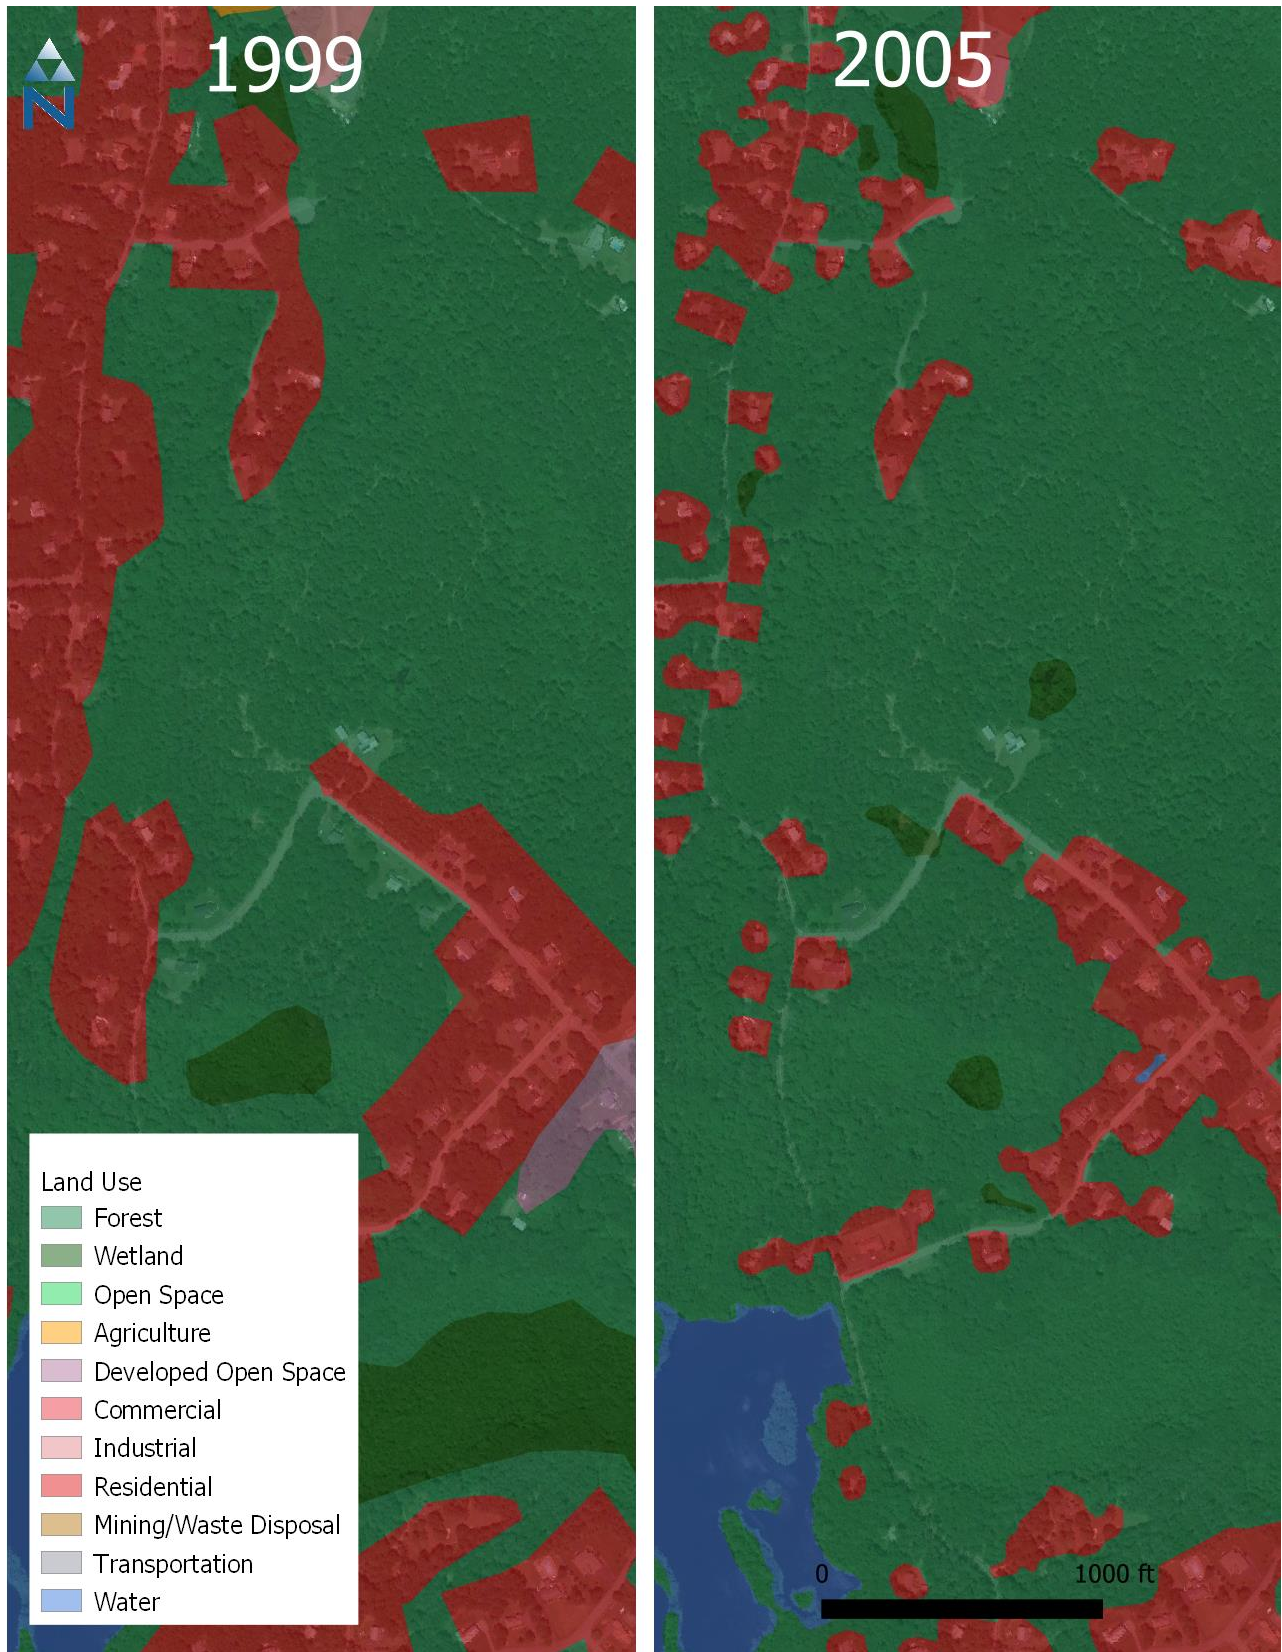 1999
2005
N
Land Use
Forest
Wetland
Open Space
Agriculture
Developed Open Space
Commercial
Industrial
Residential
Mining/Waste Disposal
Transportation
Water
0 1000 ft